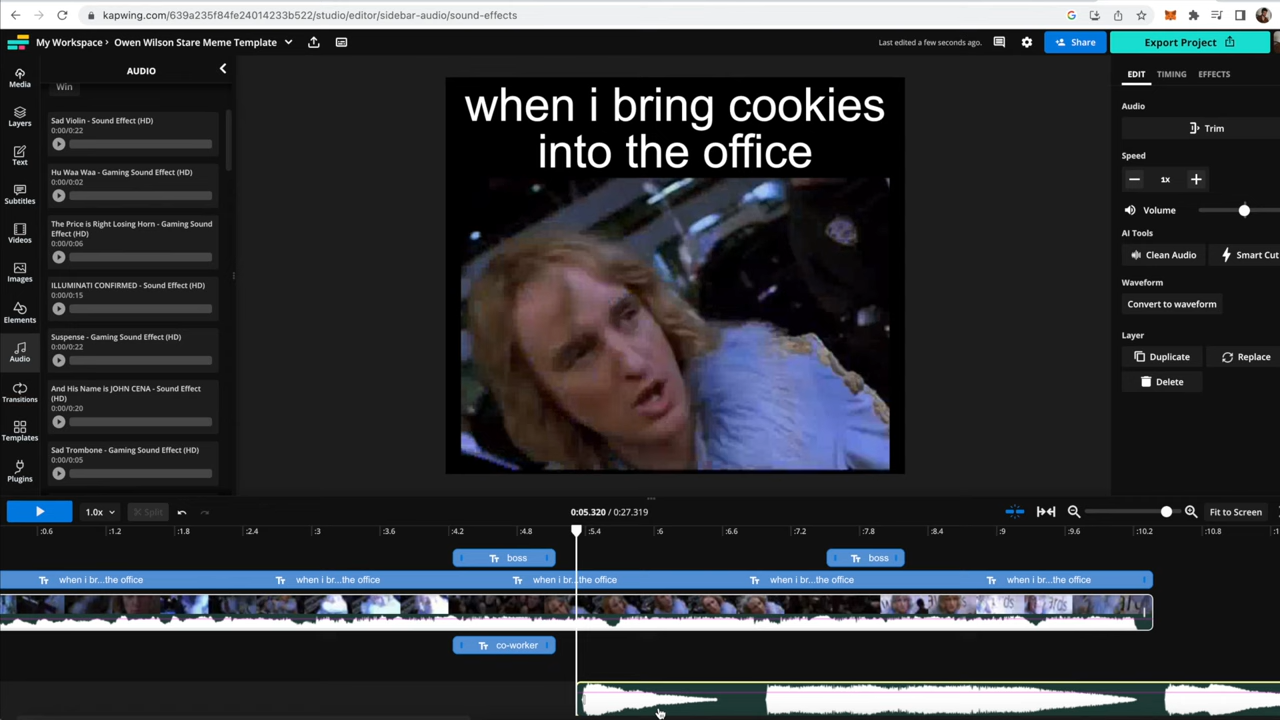 kapwing.com/639a235f84fe24014233b522/studio/editor/sidebar-audio/sound-effects
My Workspace › Owen Wilson Stare Meme Template
Last edited a few seconds ago.
Share
Export Project
Media
Layers
Text
Subtitles
Videos
Images
Elements
Audio
Transitions
Templates
Plugins
AUDIO
Win
Sad Violin - Sound Effect (HD)
0:00/0:22
Hu Waa Waa - Gaming Sound Effect (HD)
0:00/0:02
The Price is Right Losing Horn - Gaming Sound
Effect (HD)
0:00/0:06
ILLUMINATI CONFIRMED - Sound Effect (HD)
0:00/0:15
Suspense - Gaming Sound Effect (HD)
0:00/0:22
And His Name is JOHN CENA - Sound Effect
(HD)
0:00/0:20
Sad Trombone - Gaming Sound Effect (HD)
0:00/0:05
when i bring cookies
into the office
EDIT TIMING EFFECTS
Audio
Trim
Speed
1x
Volume
AI Tools
Clean Audio Smart Cut
Waveform
Convert to waveform
Layer
Duplicate Replace
Delete
1.0x Split 0:05.320 / 0:27.319 Fit to Screen
:0.6 :1.2 :1.8 :2.4 :3 :3.6 :4.2 :4.8 :5.4 :6 :6.6 :7.2 :7.8 :8.4 :9 :9.6 :10.2 :10.8
boss boss
when i br...the office when i br...the office when i br...the office when i br...the office when i br...the office
co-worker